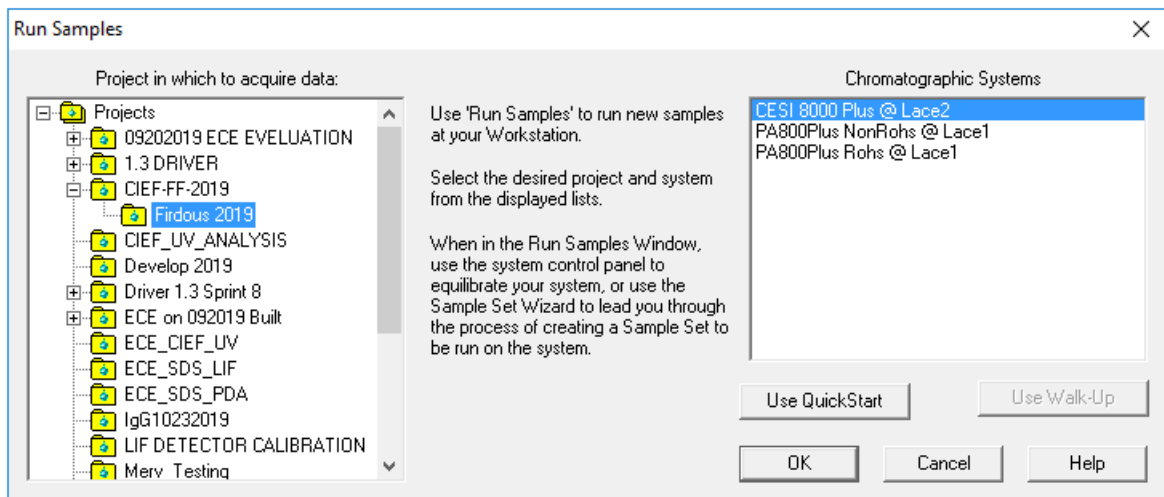 Run Samples
Project in which to acquire data:
Projects
09202019 ECE EVELUATION
1.3 DRIVER
CIEF-FF-2019
Firdous 2019
CIEF_UV_ANALYSIS
Develop 2019
Driver 1.3 Sprint 8
ECE on 092019 Built
ECE_CIEF_UV
ECE_SDS_LIF
ECE_SDS_PDA
IgG10232019
LIF DETECTOR CALIBRATION
Merv_Testing
Use 'Run Samples' to run new samples
at your Workstation.
Select the desired project and system
from the displayed lists.
When in the Run Samples Window,
use the system control panel to
equilibrate your system, or use the
Sample Set Wizard to lead you through
the process of creating a Sample Set to
be run on the system.
Chromatographic Systems
CESI 8000 Plus @ Lace2
PA800Plus NonRohs @ Lace1
PA800Plus Rohs @ Lace1
Use QuickStart
Use Walk-Up
OK
Cancel
Help